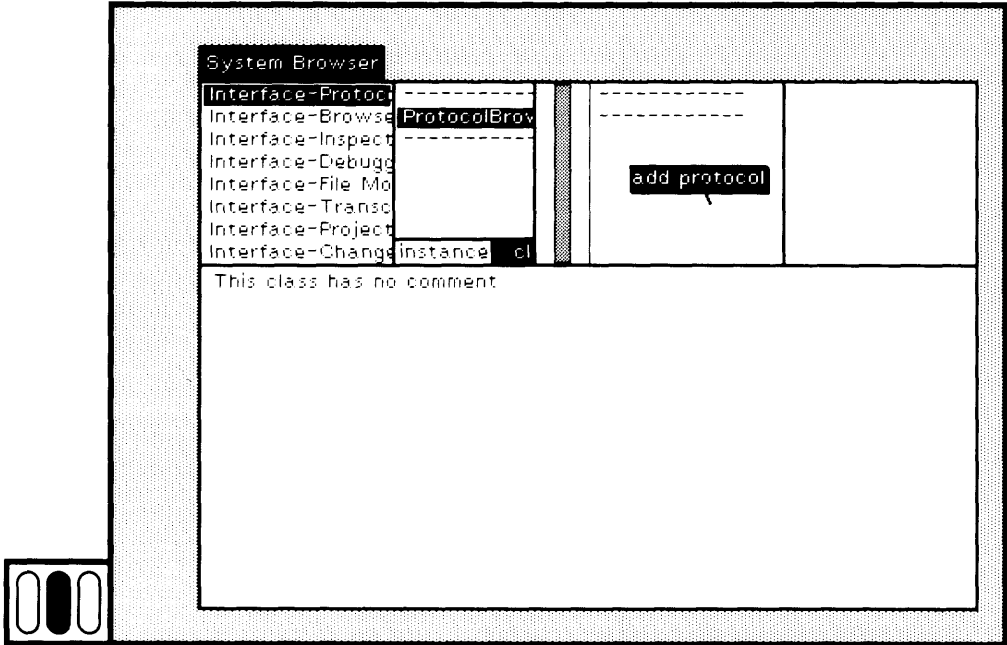 System Browser
Interface-Protoc
Interface-Browse
Interface-Inspect
Interface-Debugg
Interface-File Mo
Interface-Transc
Interface-Project
Interface-Change
------------
ProtocolBrow
------------
instance cl
------------
------------
add protocol
This class has no comment